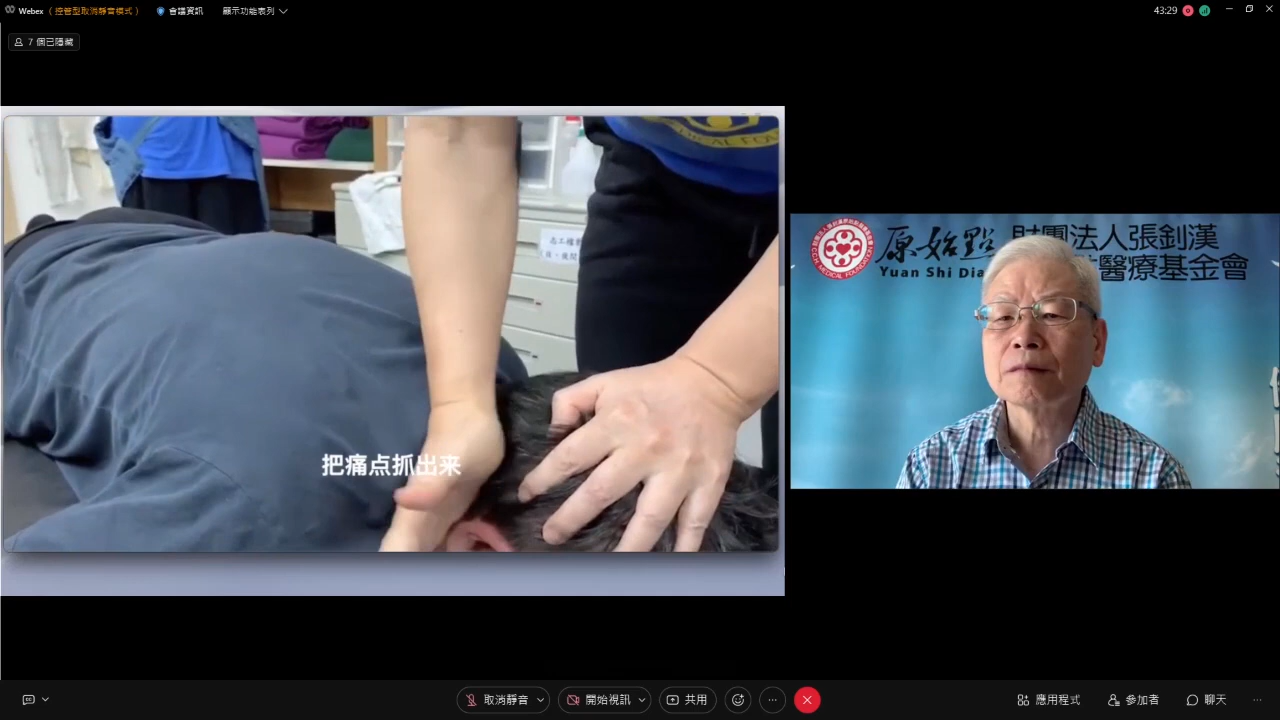 Webex （控管型取消靜音模式） 會議資訊 顯示功能表列
43:29
7 個已隱藏
把痛点抓出来
原始點
Yuan Shi Dia
財團法人張釗漢
醫療基金會
取消靜音
開始視訊
共用
應用程式
參加者
聊天